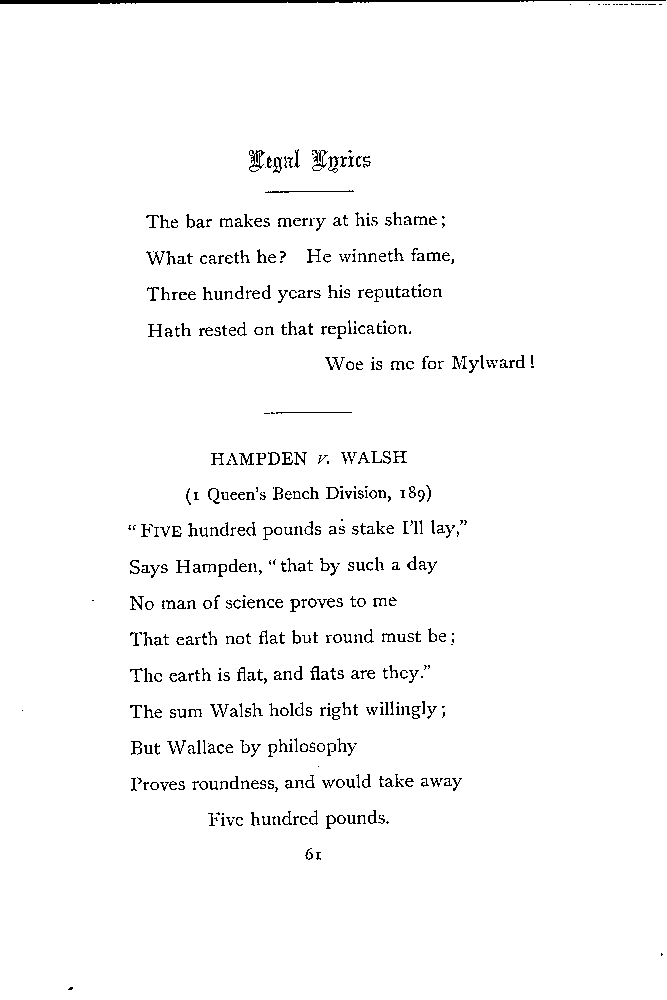 Legal Lyrics
The bar makes merry at his shame;
What careth he? He winneth fame,
Three hundred years his reputation
Hath rested on that replication.
Woe is me for Mylward!
HAMPDEN v. WALSH
(1 Queen's Bench Division, 189)
“FIVE hundred pounds as stake I'll lay,”
Says Hampden, “that by such a day
No man of science proves to me
That earth not flat but round must be;
The earth is flat, and flats are they.”
The sum Walsh holds right willingly;
But Wallace by philosophy
Proves roundness, and would take away
Five hundred pounds.
61